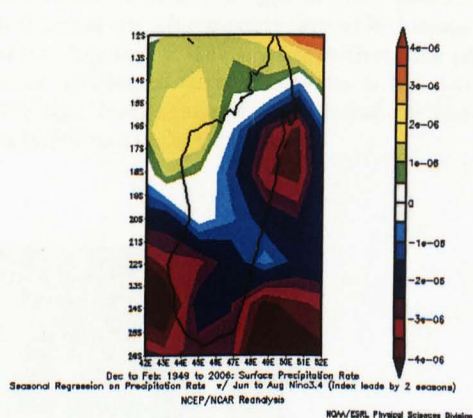 12S
13S
14S
15S
16S
17S
18S
19S
20S
21S
22S
23S
24S
25S
26S
42E 43E 44E 45E 46E 47E 48E 49E 50E 51E 52E
4e-06
3e-06
2e-06
1e-06
0
-1e-06
-2e-06
-3e-06
-4e-06
Dec to Feb: 1949 to 2006: Surface Precipitation Rate
Seasonal Regression on Precipitation Rate w/ Jun to Aug Nino3.4 (Index leads by 2 seasons)
NCEP/NCAR Reanalysis
NOAA/ESRL Physical Sciences Division